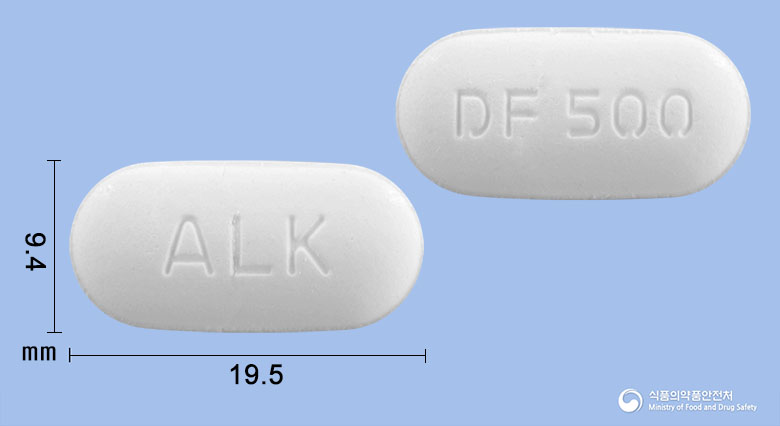 DF 500
ALK
9.4
mm
19.5
식품의약품안전처
Ministry of Food and Drug Safety